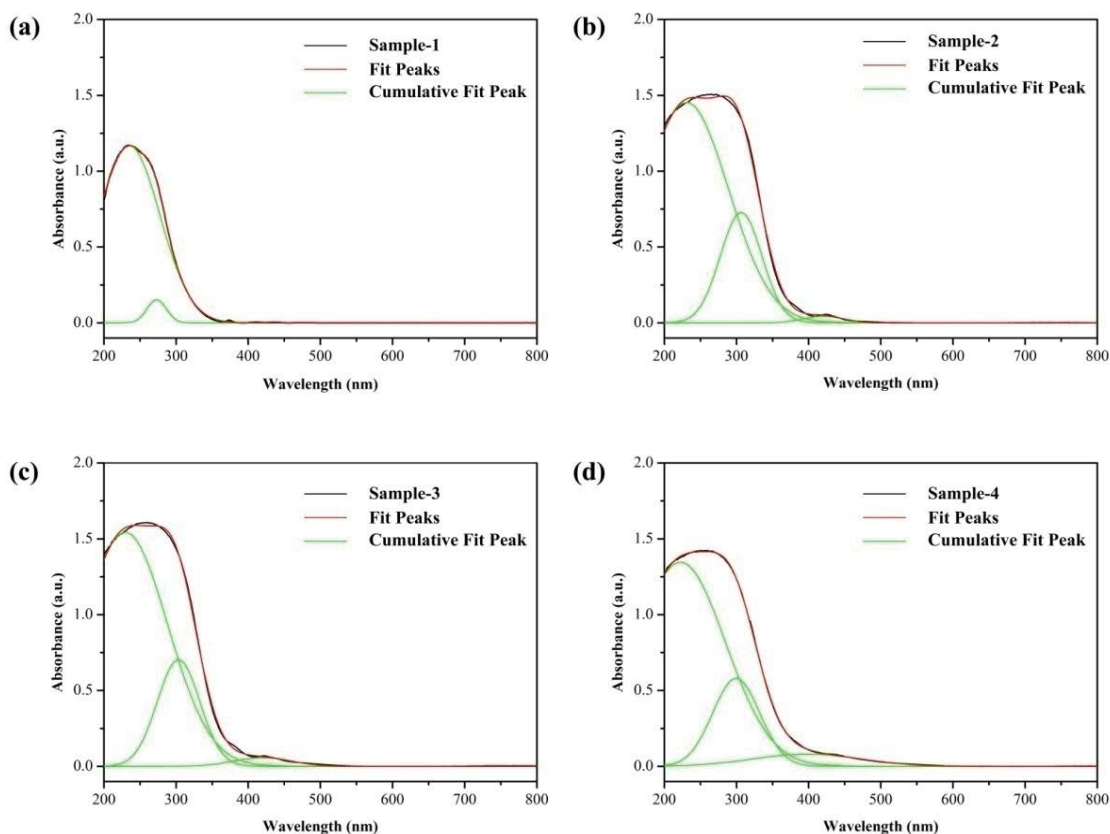 (a)
Sample-1
Fit Peaks
Cumulative Fit Peak
Absorbance (a.u.)
2.0
1.5
1.0
0.5
0.0
200 300 400 500 600 700 800
Wavelength (nm)
(b)
Sample-2
Fit Peaks
Cumulative Fit Peak
Absorbance (a.u.)
2.0
1.5
1.0
0.5
0.0
200 300 400 500 600 700 800
Wavelength (nm)
(c)
Sample-3
Fit Peaks
Cumulative Fit Peak
Absorbance (a.u.)
2.0
1.5
1.0
0.5
0.0
200 300 400 500 600 700 800
Wavelength (nm)
(d)
Sample-4
Fit Peaks
Cumulative Fit Peak
Absorbance (a.u.)
2.0
1.5
1.0
0.5
0.0
200 300 400 500 600 700 800
Wavelength (nm)